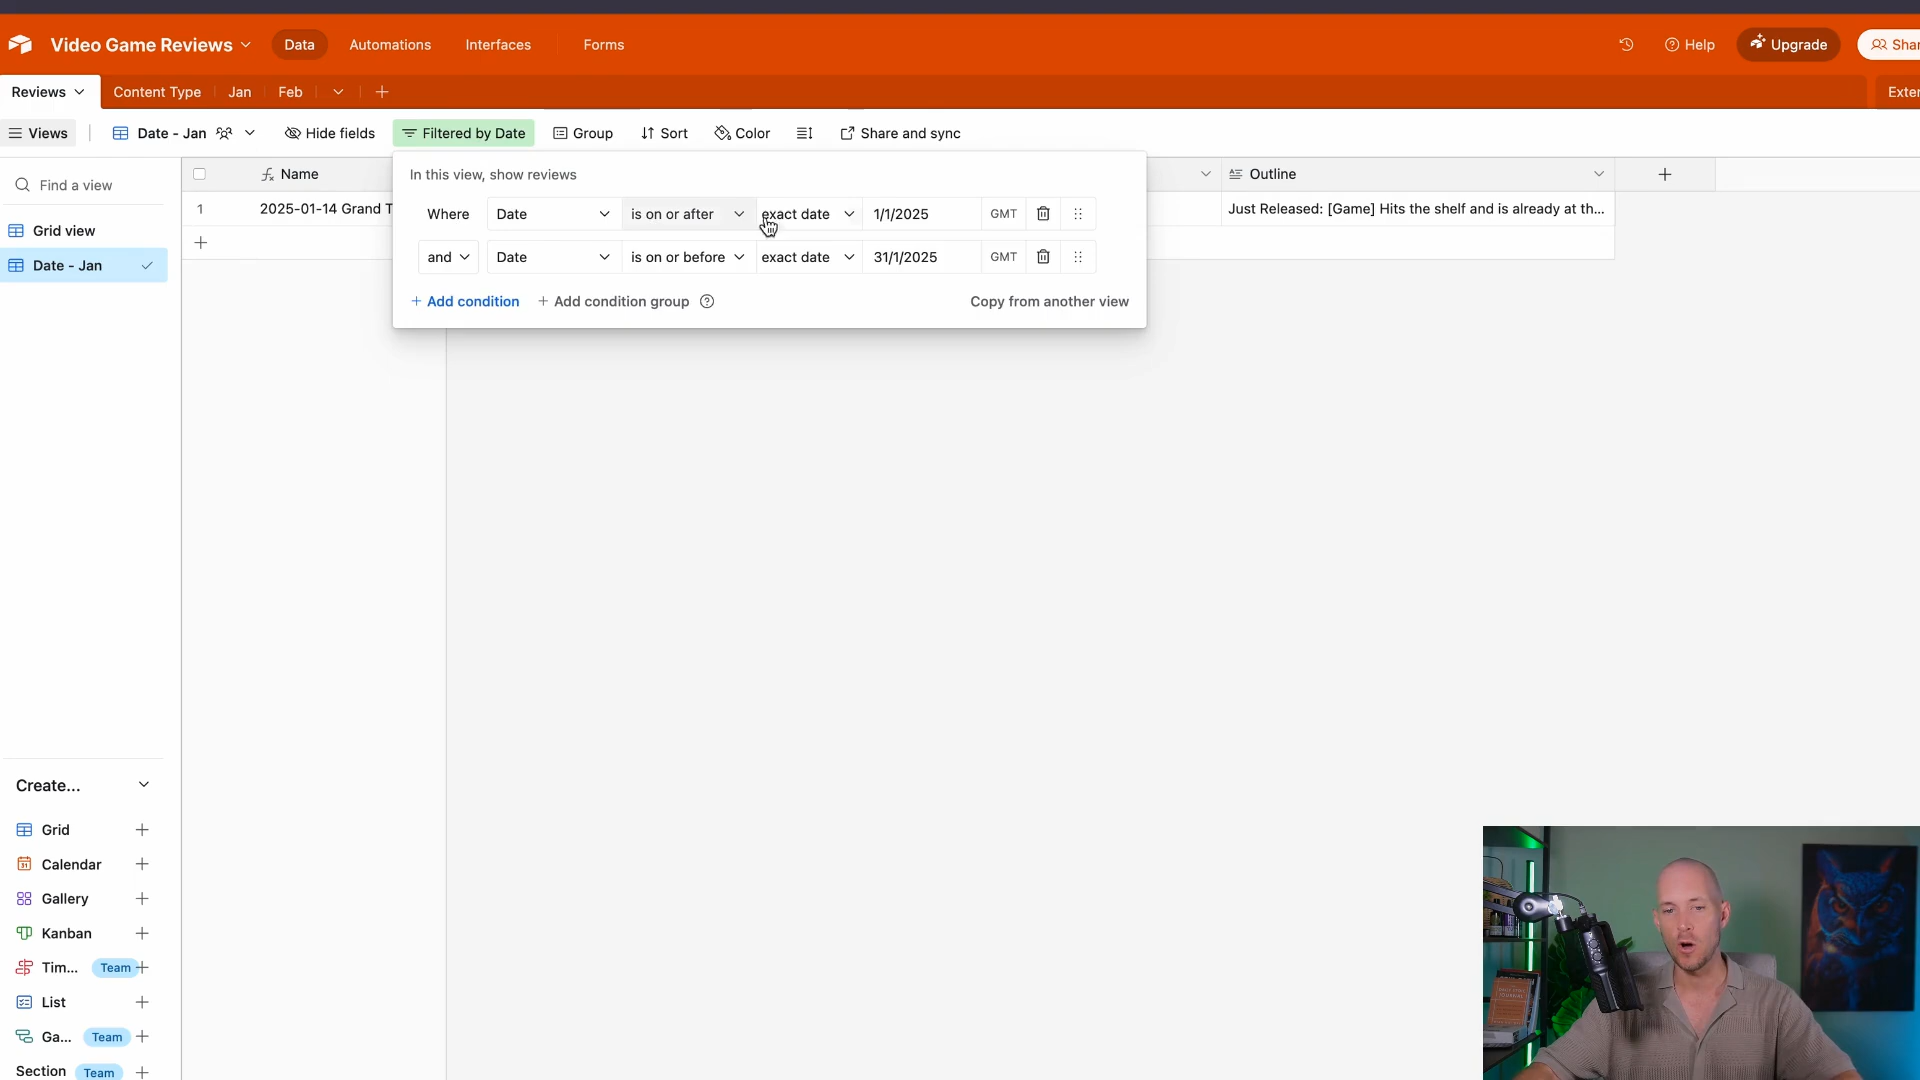 Video Game Reviews Data Automations Interfaces Forms Help Upgrade Shar
Reviews Content Type Jan Feb Exter
Views Date - Jan Hide fields Filtered by Date Group Sort Color Share and sync
Find a view
Name Outline
In this view, show reviews
1 2025-01-14 Grand T Just Released: [Game] Hits the shelf and is already at th...
Where Date is on or after exact date 1/1/2025 GMT
and Date is on or before exact date 31/1/2025 GMT
+ Add condition + Add condition group Copy from another view
Grid view
Date - Jan
Create...
Grid
Calendar
Gallery
Kanban
Tim... Team
List
Ga... Team
Section Team
JOURNAL